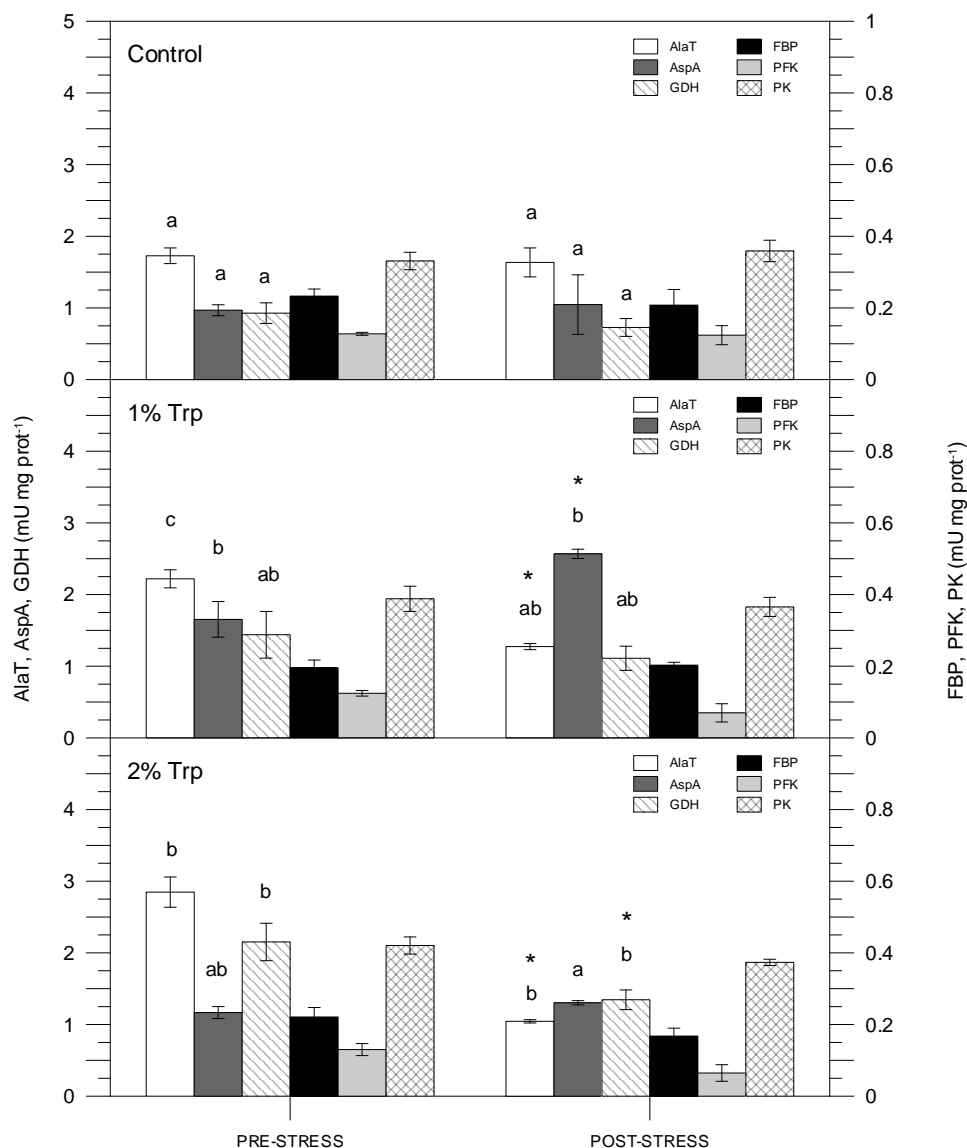 5
4
3
2
1
0
Control
AlaT
AspA
GDH
FBP
PFK
PK
a
a
a
a
a
a
1
0.8
0.6
0.4
0.2
0
4
3
2
1
0
1% Trp
AlaT
AspA
GDH
FBP
PFK
PK
c
b
ab
*
ab
*
b
ab
0.8
0.6
0.4
0.2
0
4
3
2
1
0
2% Trp
AlaT
AspA
GDH
FBP
PFK
PK
b
ab
b
*
b
a
*
b
0.8
0.6
0.4
0.2
0
AlaT, AspA, GDH (mU mg prot⁻¹)
FBP, PFK, PK (mU mg prot⁻¹)
PRE-STRESS
POST-STRESS